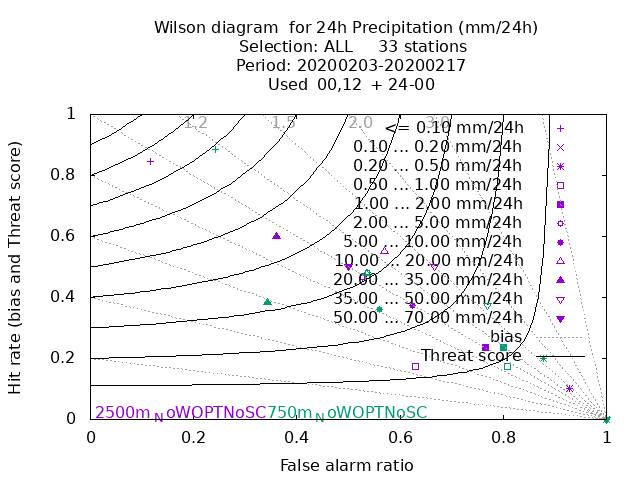 Wilson diagram  for 24h Precipitation (mm/24h)
Selection: ALL     33 stations
Period: 20200203-20200217
Used  00,12  + 24-00
1.2 1.5 2.0 3.0
<= 0.10 mm/24h
0.10 ... 0.20 mm/24h
0.20 ... 0.50 mm/24h
0.50 ... 1.00 mm/24h
1.00 ... 2.00 mm/24h
2.00 ... 5.00 mm/24h
5.00 ... 10.00 mm/24h
10.00 ... 20.00 mm/24h
20.00 ... 35.00 mm/24h
35.00 ... 50.00 mm/24h
50.00 ... 70.00 mm/24h
bias
Threat score
1
0.8
0.6
0.4
0.2
0
Hit rate (bias and Threat score)
2500m_NoWOPTNoSC 750m_NoWOPTNoSC
0 0.2 0.4 0.6 0.8 1
False alarm ratio